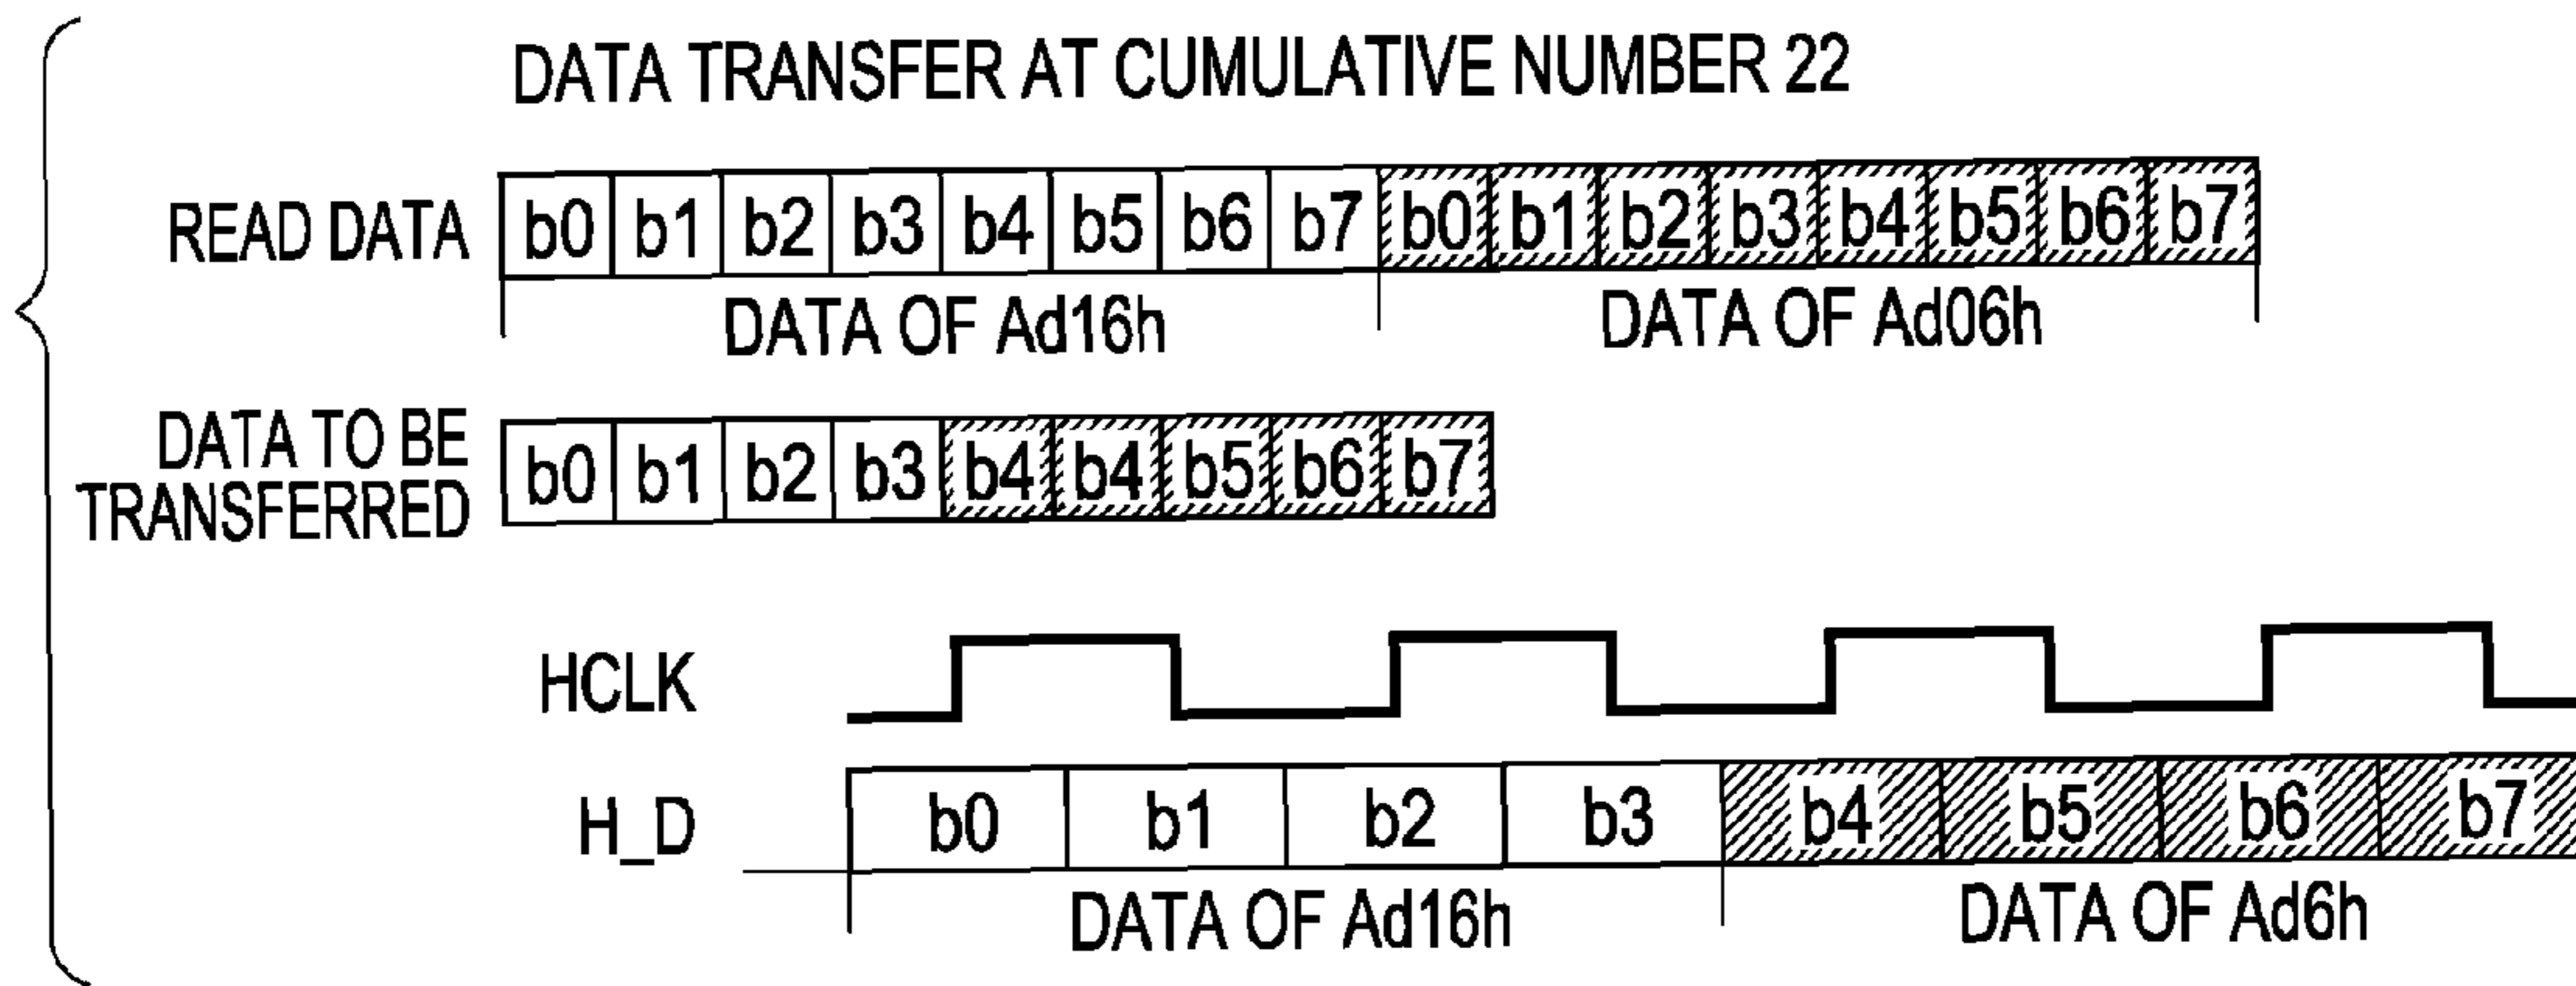 DATA TRANSFER AT CUMULATIVE NUMBER 22
READ DATA b0 b1 b2 b3 b4 b5 b6 b7 b0 b1 b2 b3 b4 b5 b6 b7
DATA OF Ad16h DATA OF Ad06h
DATA TO BE
TRANSFERRED b0 b1 b2 b3 b4 b4 b5 b6 b7
HCLK
H_D b0 b1 b2 b3 b4 b5 b6 b7
DATA OF Ad16h DATA OF Ad6h